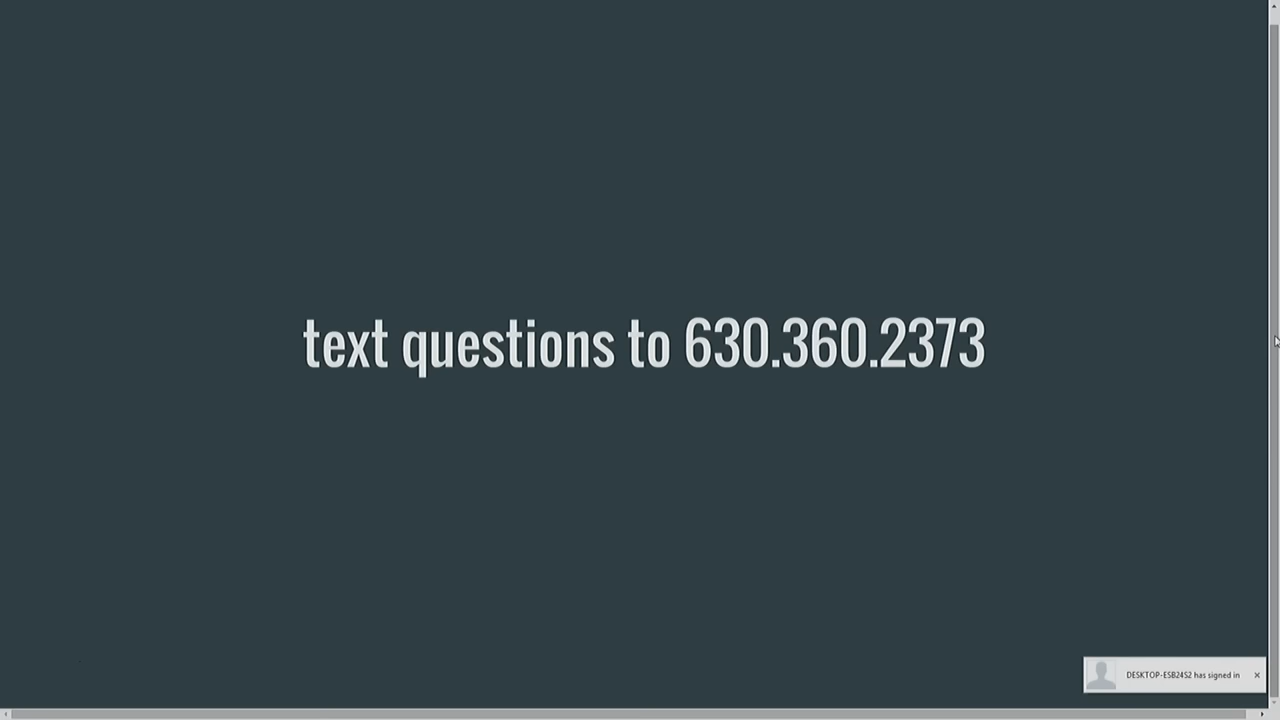 text questions to 630.360.2373
DESKTOP-ESB24S2 has signed in